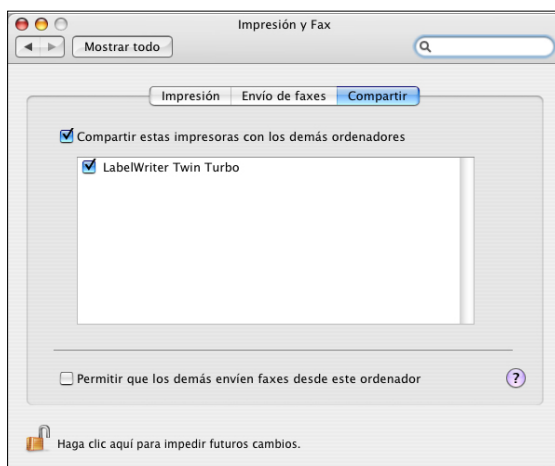 Impresión y Fax
Mostrar todo
Impresión Envío de faxes Compartir
Compartir estas impresoras con los demás ordenadores
LabelWriter Twin Turbo
Permitir que los demás envíen faxes desde este ordenador
?
Haga clic aquí para impedir futuros cambios.